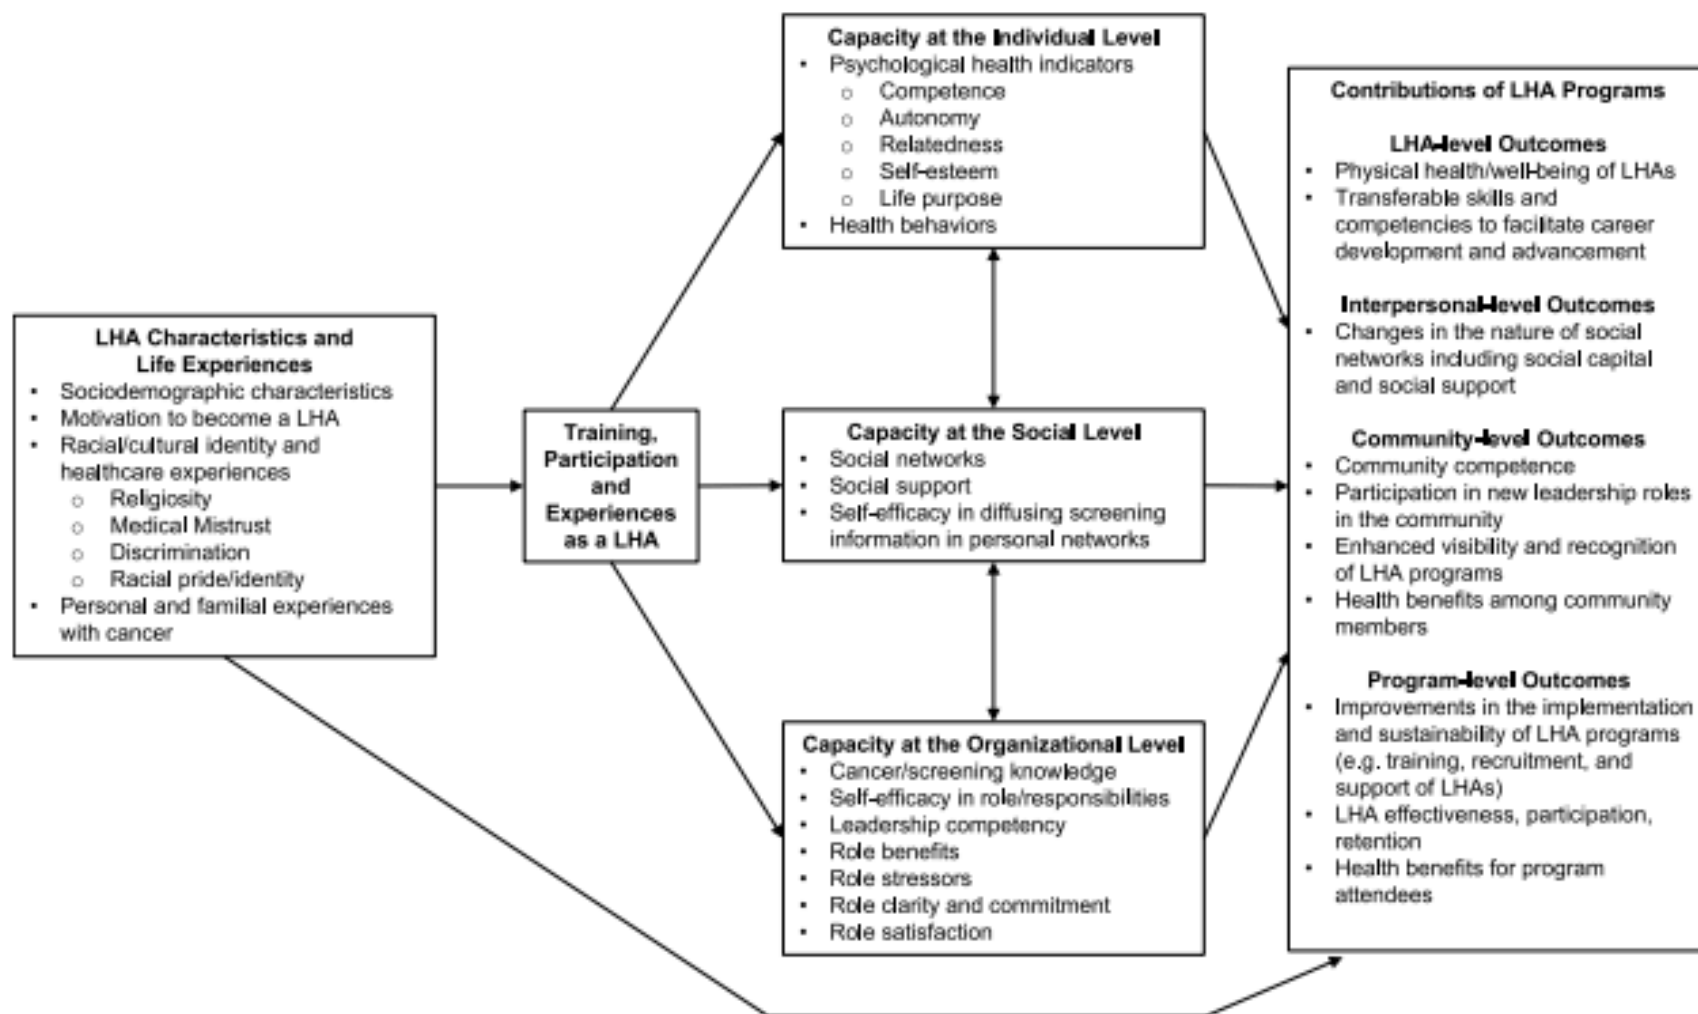 LHA Characteristics and
Life Experiences
• Sociodemographic characteristics
• Motivation to become a LHA
• Racial/cultural identity and
healthcare experiences
o Religiosity
o Medical Mistrust
o Discrimination
o Racial pride/identity
• Personal and familial experiences
with cancer
Training,
Participation
and
Experiences
as a LHA
Capacity at the Individual Level
• Psychological health indicators
o Competence
o Autonomy
o Relatedness
o Self-esteem
o Life purpose
• Health behaviors
Capacity at the Social Level
• Social networks
• Social support
• Self-efficacy in diffusing screening
information in personal networks
Capacity at the Organizational Level
• Cancer/screening knowledge
• Self-efficacy in role/responsibilities
• Leadership competency
• Role benefits
• Role stressors
• Role clarity and commitment
• Role satisfaction
Contributions of LHA Programs
LHA-level Outcomes
• Physical health/well-being of LHAs
• Transferable skills and
competencies to facilitate career
development and advancement
Interpersonal-level Outcomes
• Changes in the nature of social
networks including social capital
and social support
Community-level Outcomes
• Community competence
• Participation in new leadership roles
in the community
• Enhanced visibility and recognition
of LHA programs
• Health benefits among community
members
Program-level Outcomes
• Improvements in the implementation
and sustainability of LHA programs
(e.g. training, recruitment, and
support of LHAs)
• LHA effectiveness, participation,
retention
• Health benefits for program
attendees